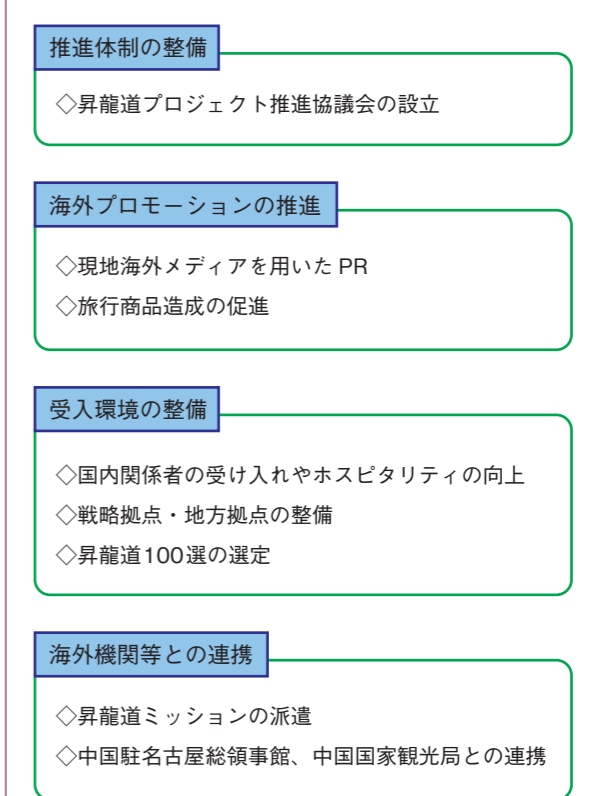 推進体制の整備
◇昇龍道プロジェクト推進協議会の設立
海外プロモーションの推進
◇現地海外メディアを用いた PR
◇旅行商品造成の促進
受入環境の整備
◇国内関係者の受け入れやホスピタリティの向上
◇戦略拠点・地方拠点の整備
◇昇龍道100選の選定
海外機関等との連携
◇昇龍道ミッションの派遣
◇中国駐名古屋総領事館、中国国家観光局との連携